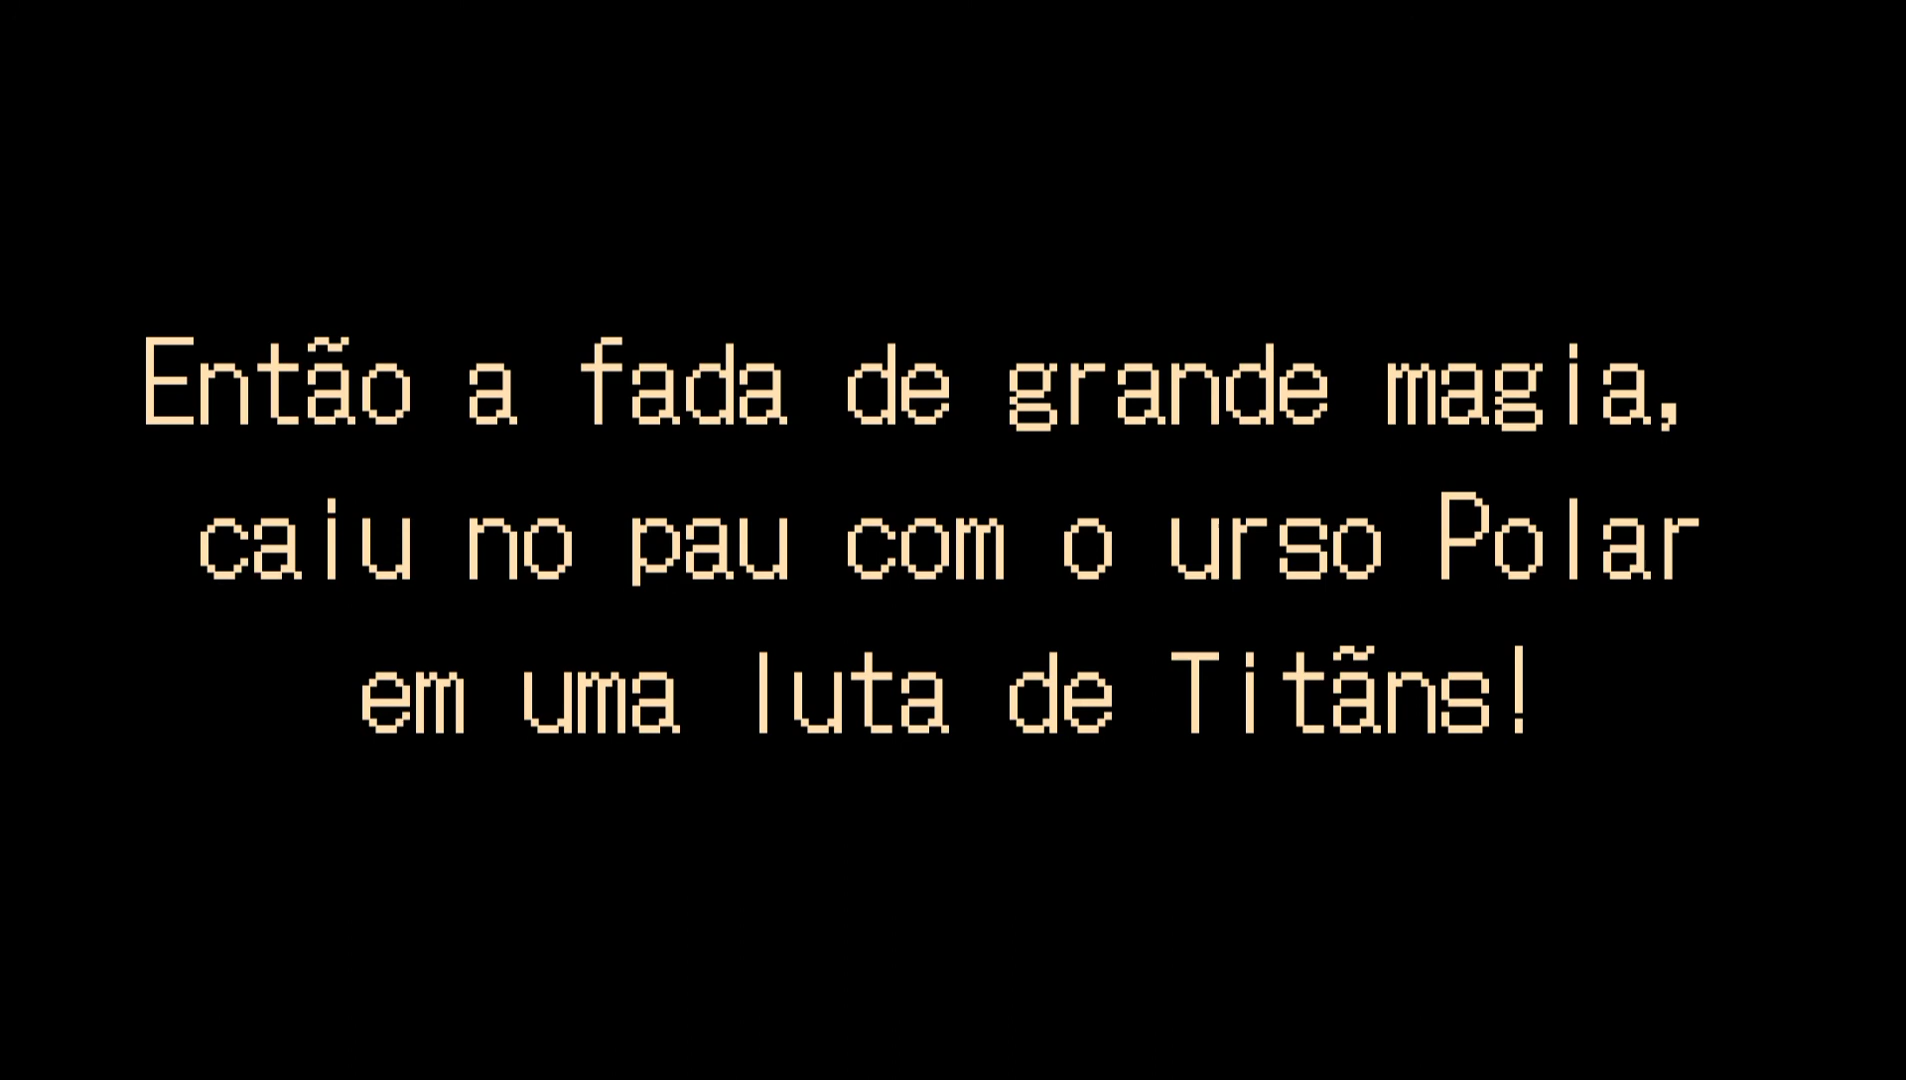 Então a fada de grande magia,
caiu no pau com o urso Polar
em uma luta de Titãns!